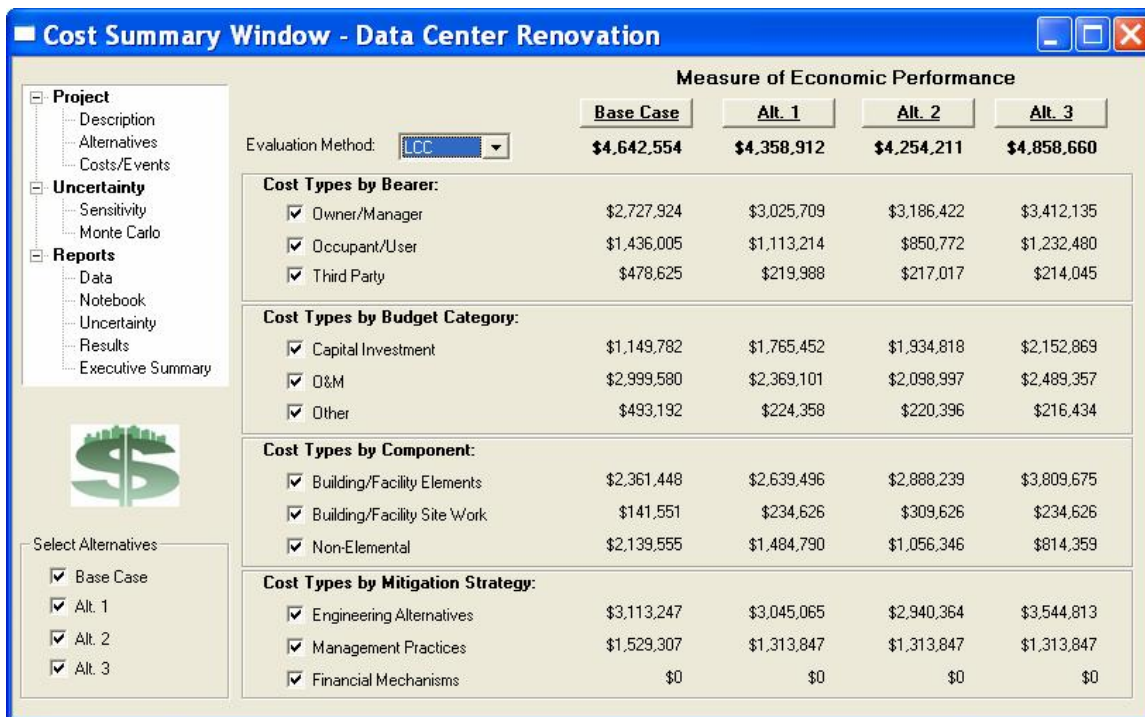 Cost Summary Window - Data Center Renovation
Project
Description
Alternatives
Costs/Events
Uncertainty
Sensitivity
Monte Carlo
Reports
Data
Notebook
Uncertainty
Results
Executive Summary
Select Alternatives
Base Case
Alt. 1
Alt. 2
Alt. 3
Measure of Economic Performance
Base Case Alt. 1 Alt. 2 Alt. 3
Evaluation Method: LCC $4,642,554 $4,358,912 $4,254,211 $4,858,660
Cost Types by Bearer:
Owner/Manager $2,727,924 $3,025,709 $3,186,422 $3,412,135
Occupant/User $1,436,005 $1,113,214 $850,772 $1,232,480
Third Party $478,625 $219,988 $217,017 $214,045
Cost Types by Budget Category:
Capital Investment $1,149,782 $1,765,452 $1,934,818 $2,152,869
O&M $2,999,580 $2,369,101 $2,098,997 $2,489,357
Other $493,192 $224,358 $220,396 $216,434
Cost Types by Component:
Building/Facility Elements $2,361,448 $2,639,496 $2,888,239 $3,809,675
Building/Facility Site Work $141,551 $234,626 $309,626 $234,626
Non-Elemental $2,139,555 $1,484,790 $1,056,346 $814,359
Cost Types by Mitigation Strategy:
Engineering Alternatives $3,113,247 $3,045,065 $2,940,364 $3,544,813
Management Practices $1,529,307 $1,313,847 $1,313,847 $1,313,847
Financial Mechanisms $0 $0 $0 $0